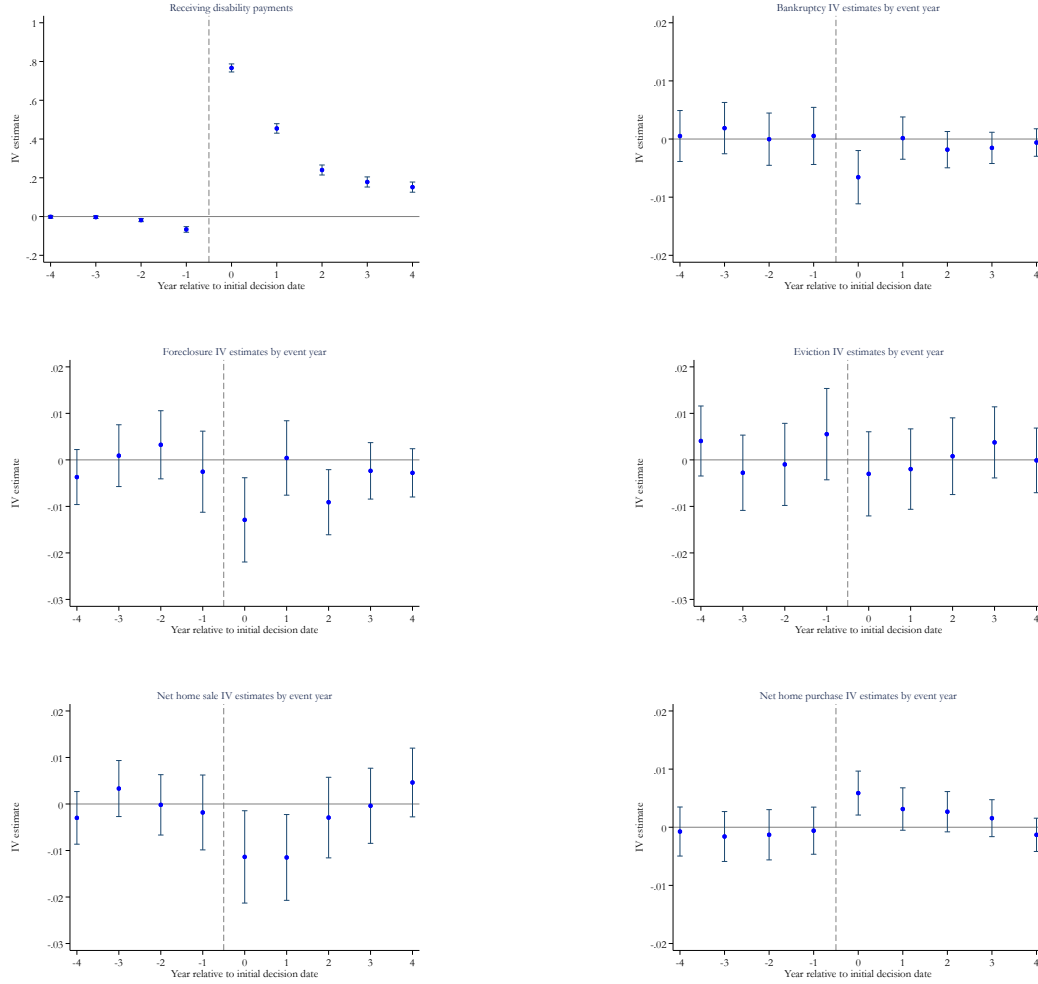 Receiving disability payments
1
.8
.6
.4
.2
0
-.2
IV estimate
-4 -3 -2 -1 0 1 2 3 4
Year relative to initial decision date
Bankruptcy IV estimates by event year
.02
.01
0
-.01
-.02
IV estimate
-4 -3 -2 -1 0 1 2 3 4
Year relative to initial decision date
Foreclosure IV estimates by event year
.02
.01
0
-.01
-.02
-.03
IV estimate
-4 -3 -2 -1 0 1 2 3 4
Year relative to initial decision date
Eviction IV estimates by event year
.02
.01
0
-.01
-.02
-.03
IV estimate
-4 -3 -2 -1 0 1 2 3 4
Year relative to initial decision date
Net home sale IV estimates by event year
.02
.01
0
-.01
-.02
-.03
IV estimate
-4 -3 -2 -1 0 1 2 3 4
Year relative to initial decision date
Net home purchase IV estimates by event year
.02
.01
0
-.01
-.02
IV estimate
-4 -3 -2 -1 0 1 2 3 4
Year relative to initial decision date